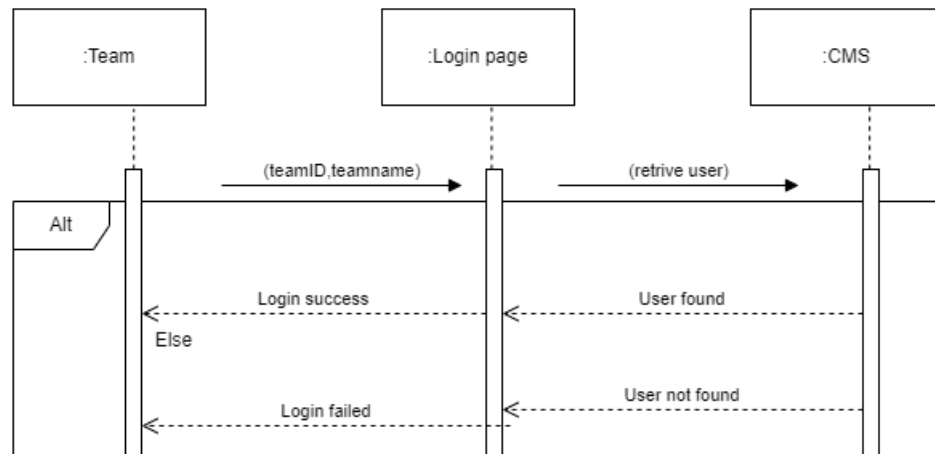 :Team
:Login page
:CMS
(teamID,teamname)
(retrive user)
Alt
Login success
User found
Else
User not found
Login failed